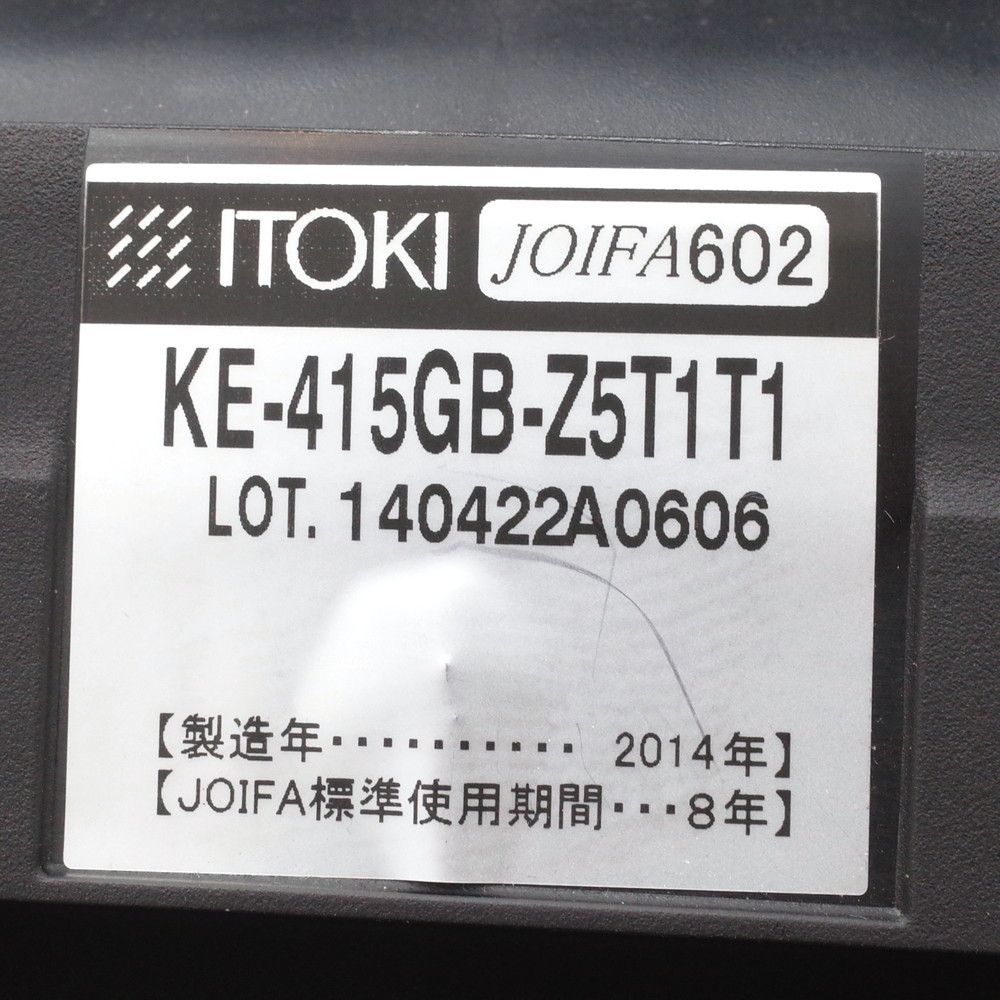 ITOKI JOIFA602
KE-415GB-Z5T1T1
LOT. 140422A0606
【製造年・・・・・・・・・・・ 2014年】
【JOIFA標準使用期間・・・8年】